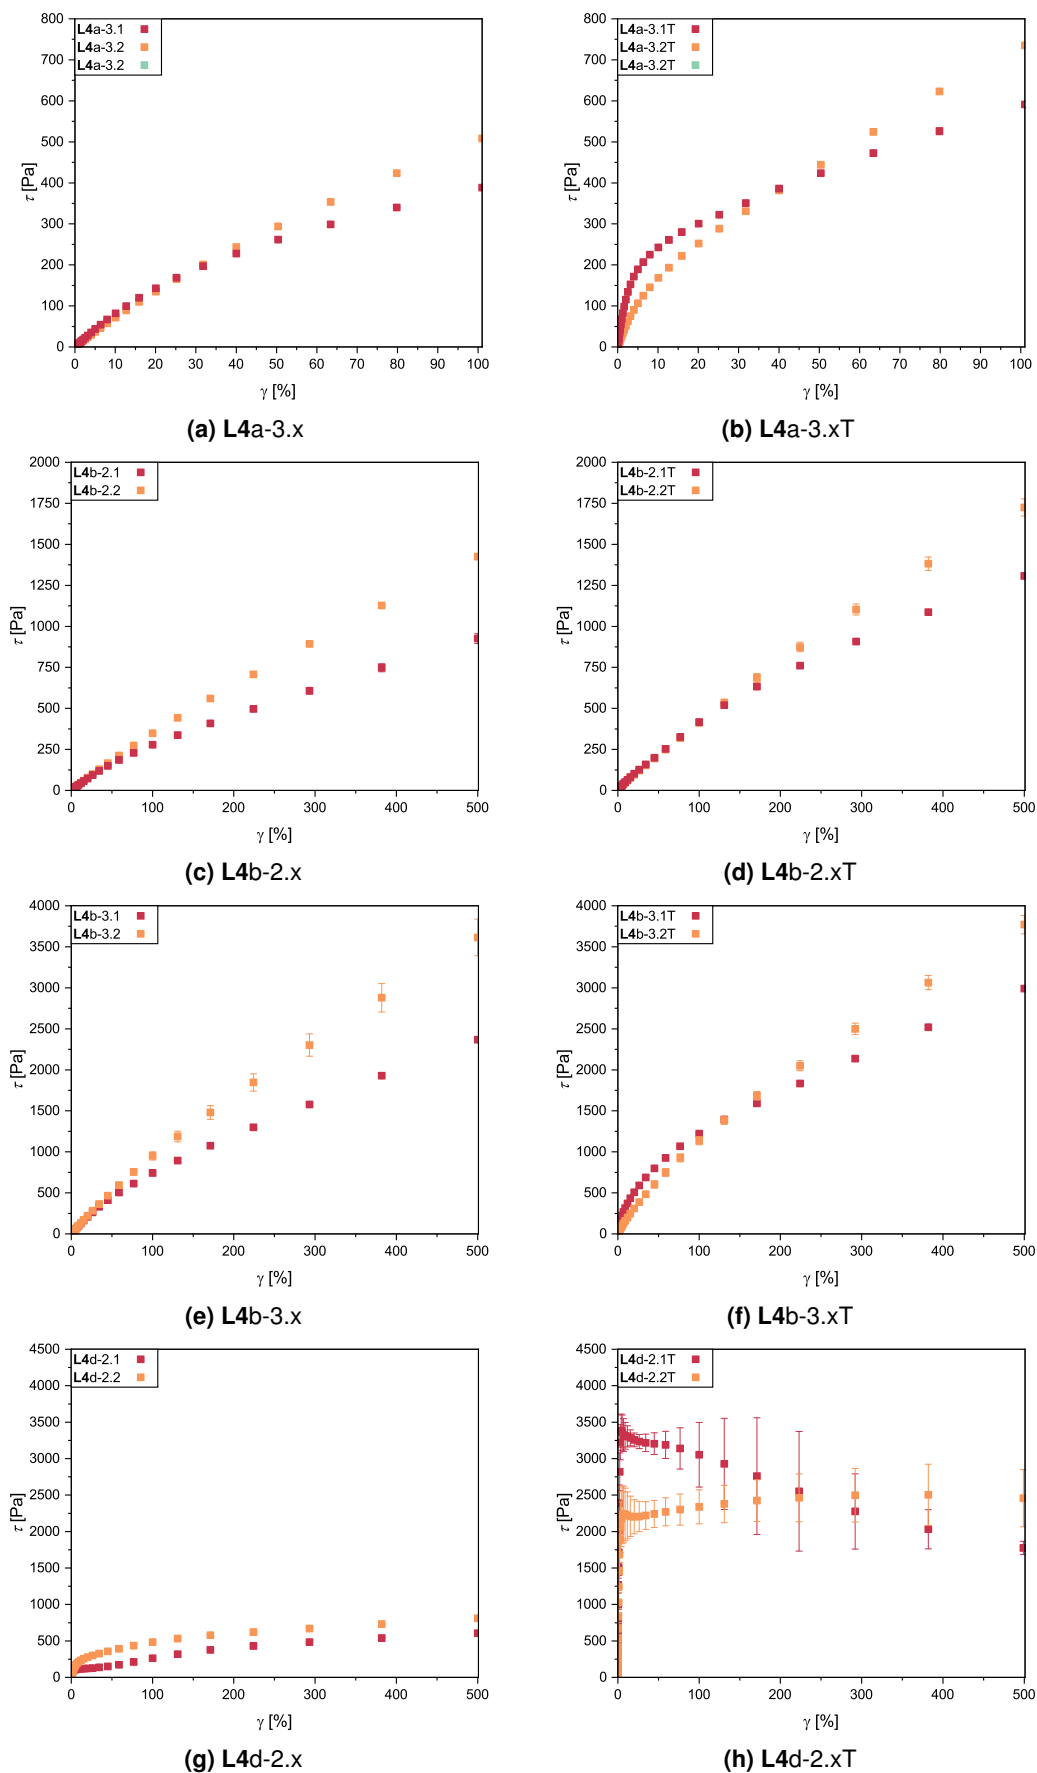 L4a-3.1
L4a-3.2
L4a-3.2
800
700
600
500
400
300
200
100
0
τ [Pa]
0 10 20 30 40 50 60 70 80 90 100
γ [%]
(a) L4a-3.x
L4a-3.1T
L4a-3.2T
L4a-3.2T
800
700
600
500
400
300
200
100
0
τ [Pa]
0 10 20 30 40 50 60 70 80 90 100
γ [%]
(b) L4a-3.xT
L4b-2.1
L4b-2.2
2000
1750
1500
1250
1000
750
500
250
0
τ [Pa]
0 100 200 300 400 500
γ [%]
(c) L4b-2.x
L4b-2.1T
L4b-2.2T
2000
1750
1500
1250
1000
750
500
250
0
τ [Pa]
0 100 200 300 400 500
γ [%]
(d) L4b-2.xT
L4b-3.1
L4b-3.2
4000
3500
3000
2500
2000
1500
1000
500
0
τ [Pa]
0 100 200 300 400 500
γ [%]
(e) L4b-3.x
L4b-3.1T
L4b-3.2T
4000
3500
3000
2500
2000
1500
1000
500
0
τ [Pa]
0 100 200 300 400 500
γ [%]
(f) L4b-3.xT
L4d-2.1
L4d-2.2
4500
4000
3500
3000
2500
2000
1500
1000
500
0
τ [Pa]
0 100 200 300 400 500
γ [%]
(g) L4d-2.x
L4d-2.1T
L4d-2.2T
4500
4000
3500
3000
2500
2000
1500
1000
500
0
τ [Pa]
0 100 200 300 400 500
γ [%]
(h) L4d-2.xT